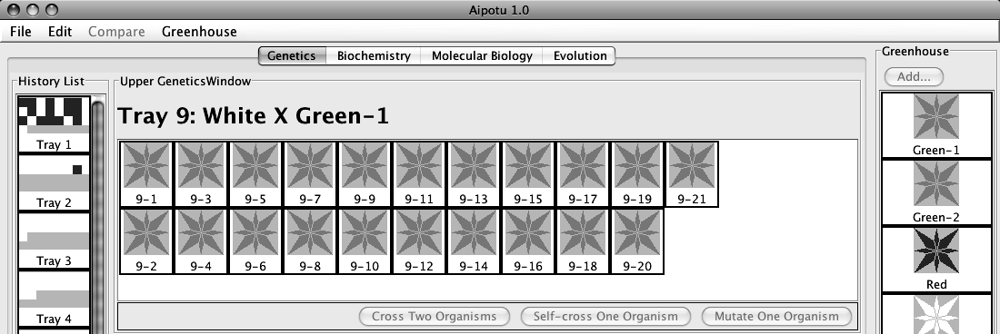 Aipotu 1.0
File Edit Compare Greenhouse
Genetics Biochemistry Molecular Biology Evolution
History List
Tray 1
Tray 2
Tray 3
Tray 4
Upper GeneticsWindow
Tray 9: White X Green-1
9-1 9-3 9-5 9-7 9-9 9-11 9-13 9-15 9-17 9-19 9-21
9-2 9-4 9-6 9-8 9-10 9-12 9-14 9-16 9-18 9-20
Cross Two Organisms Self-cross One Organism Mutate One Organism
Greenhouse
Add...
Green-1
Green-2
Red